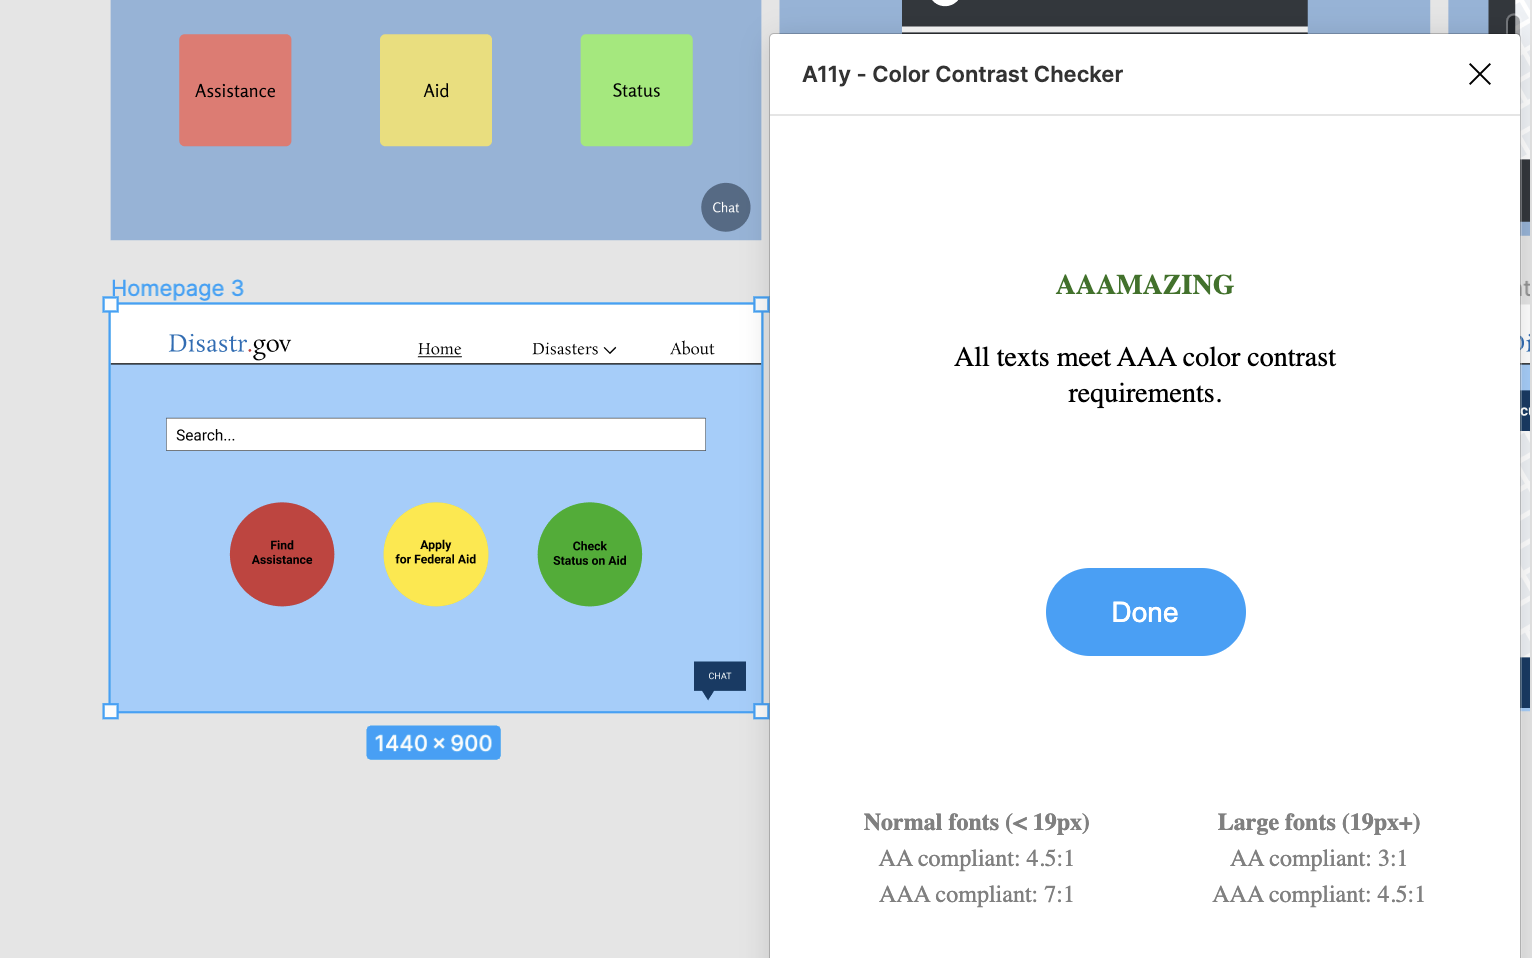 Assistance
Aid
Status
Chat
Homepage 3
Disastr.gov
Home
Disasters
About
Search...
Find
Assistance
Apply
for Federal Aid
Check
Status on Aid
CHAT
1440 × 900
A11y - Color Contrast Checker
AAAMAZING
All texts meet AAA color contrast
requirements.
Done
Normal fonts (< 19px)
AA compliant: 4.5:1
AAA compliant: 7:1
Large fonts (19px+)
AA compliant: 3:1
AAA compliant: 4.5:1